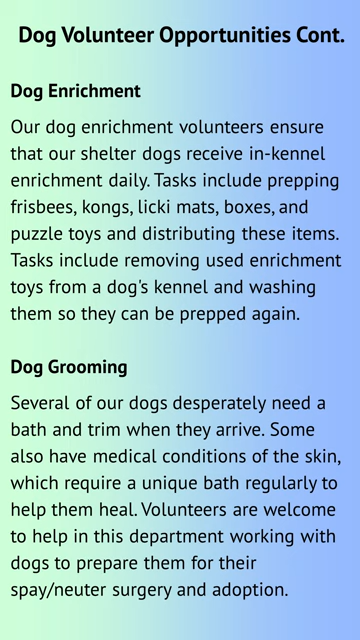 Dog Volunteer Opportunities Cont.
Dog Enrichment
Our dog enrichment volunteers ensure
that our shelter dogs receive in-kennel
enrichment daily. Tasks include prepping
frisbees, kongs, licki mats, boxes, and
puzzle toys and distributing these items.
Tasks include removing used enrichment
toys from a dog's kennel and washing
them so they can be prepped again.
Dog Grooming
Several of our dogs desperately need a
bath and trim when they arrive. Some
also have medical conditions of the skin,
which require a unique bath regularly to
help them heal. Volunteers are welcome
to help in this department working with
dogs to prepare them for their
spay/neuter surgery and adoption.